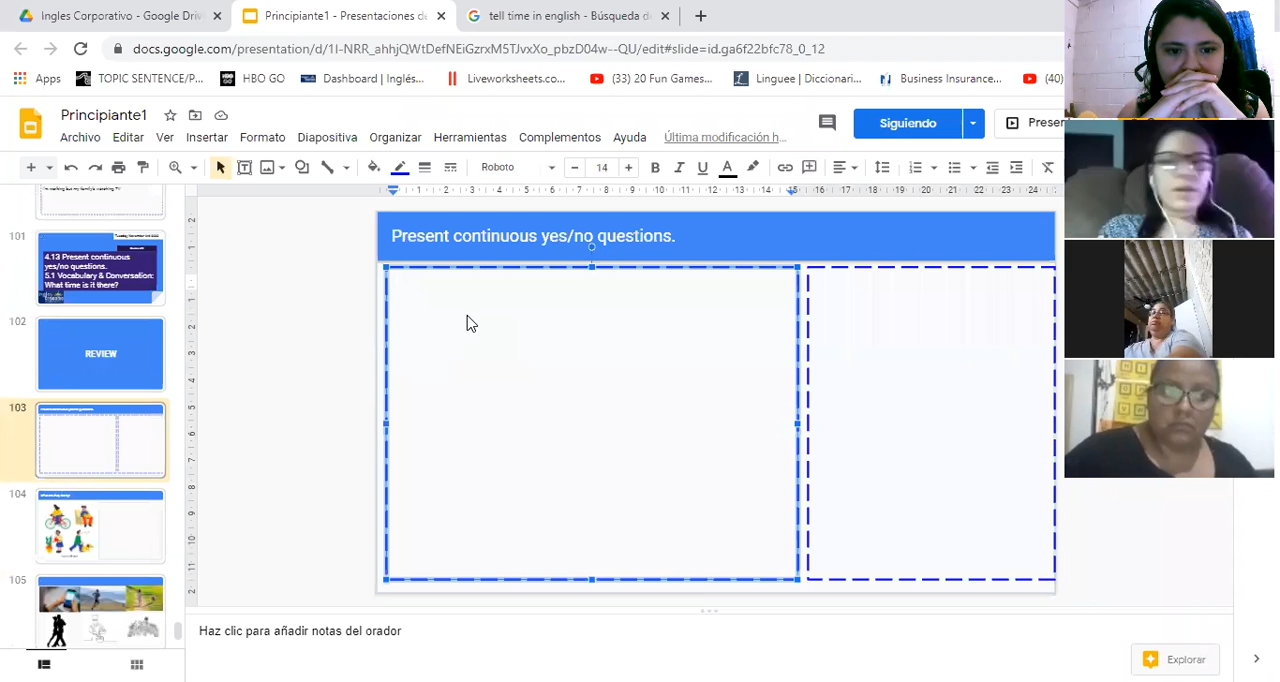 Ingles Corporativo - Google Driv
Principiante1 - Presentaciones de
tell time in english - Búsqueda d
docs.google.com/presentation/d/1I-NRR_ahhjQWtDefNEiGzrxM5TJvxXo_pbzD04w--QU/edit#slide=id.ga6f22bfc78_0_12
Apps
TOPIC SENTENCE/P...
HBO GO
Dashboard | Inglés...
Liveworksheets.co...
(33) 20 Fun Games...
Linguee | Diccionari...
Business Insurance...
(40)
Principiante1
Archivo Editar Ver Insertar Formato Diapositiva Organizar Herramientas Complementos Ayuda Última modificación h...
Siguiendo
Presen
Roboto
14
101
4.13 Present continuous
yes/no questions.
5.1 Vocabulary & Conversation:
What time is it there?
102
REVIEW
103
104
105
Present continuous yes/no questions.
Haz clic para añadir notas del orador
Explorar